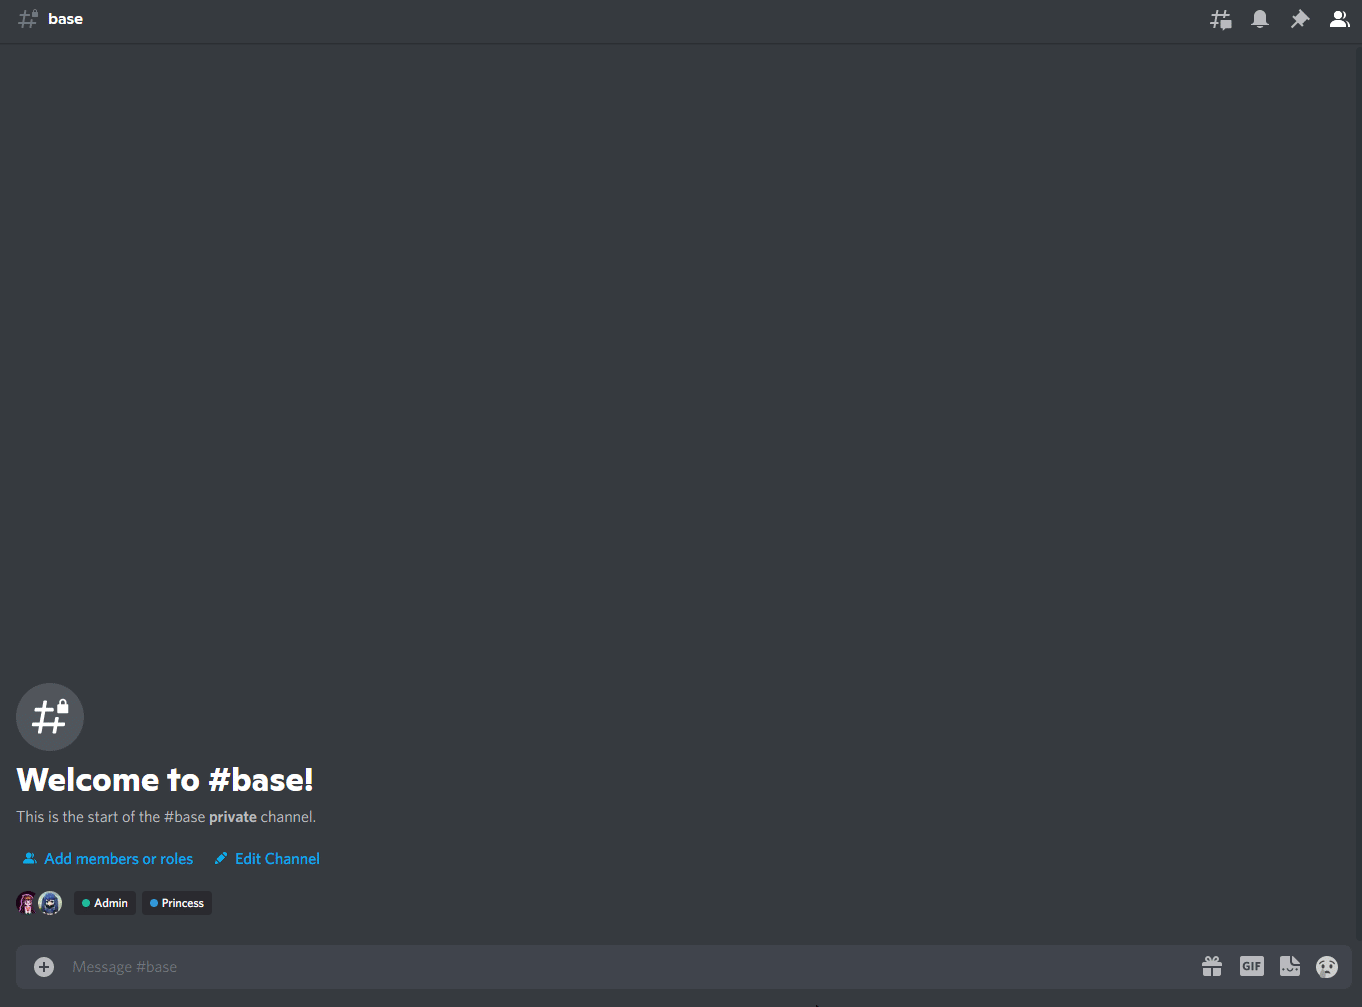 base
Welcome to #base!
This is the start of the #base private channel.
Add members or roles Edit Channel
Admin Princess
Message #base GIF